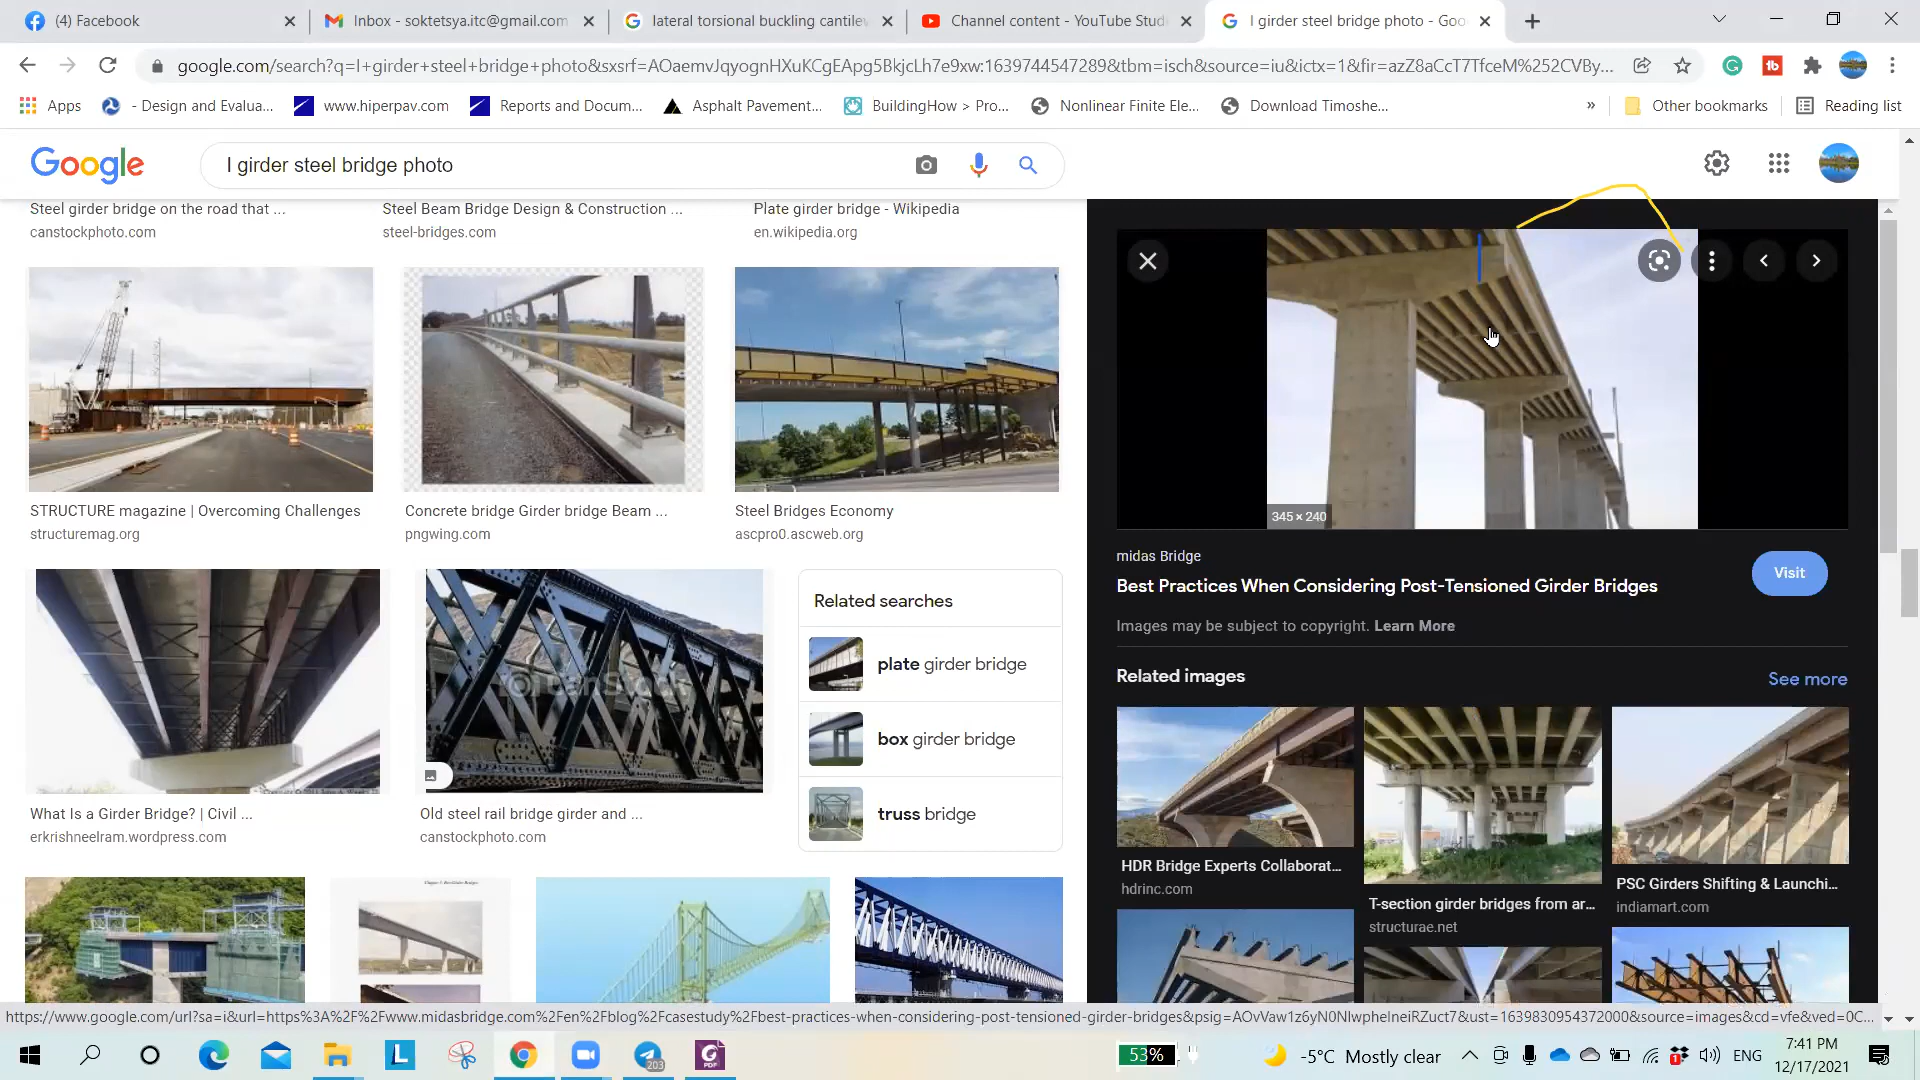 (4) Facebook
Inbox - soktetsya.itc@gmail.com
lateral torsional buckling cantilev
Channel content - YouTube Stud
I girder steel bridge photo - Goo
google.com/search?q=I+girder+steel+bridge+photo&sxsrf=AOaemvJqyognHXuKCgEApg5BkjcLh7e9xw:1639744547289&tbm=isch&source=iu&ictx=1&fir=azZ8aCcT7TfceM%252CVBy...
Apps
- Design and Evalua...
www.hiperpav.com
Reports and Docum...
Asphalt Pavement...
BuildingHow > Pro...
Nonlinear Finite Ele...
Download Timoshe...
»
Other bookmarks
Reading list
Google
I girder steel bridge photo
Steel girder bridge on the road that ...
canstockphoto.com
Steel Beam Bridge Design & Construction ...
steel-bridges.com
Plate girder bridge - Wikipedia
en.wikipedia.org
STRUCTURE magazine | Overcoming Challenges
structuremag.org
Concrete bridge Girder bridge Beam ...
pngwing.com
Steel Bridges Economy
ascpro0.ascweb.org
What Is a Girder Bridge? | Civil ...
erkrishneelram.wordpress.com
Old steel rail bridge girder and ...
canstockphoto.com
Related searches
plate girder bridge
box girder bridge
truss bridge
345 × 240
midas Bridge
Best Practices When Considering Post-Tensioned Girder Bridges
Visit
Images may be subject to copyright. Learn More
Related images
See more
HDR Bridge Experts Collaborat...
hdrinc.com
T-section girder bridges from ar...
structurae.net
PSC Girders Shifting & Launchi...
indiamart.com
https://www.google.com/url?sa=i&url=https%3A%2F%2Fwww.midasbridge.com%2Fen%2Fblog%2Fcasestudy%2Fbest-practices-when-considering-post-tensioned-girder-bridges&psig=AOvVaw1z6yN0NIwpheIneiRZuct7&ust=1639830954372000&source=images&cd=vfe&ved=0C...
53%
-5°C Mostly clear
ENG
7:41 PM
12/17/2021